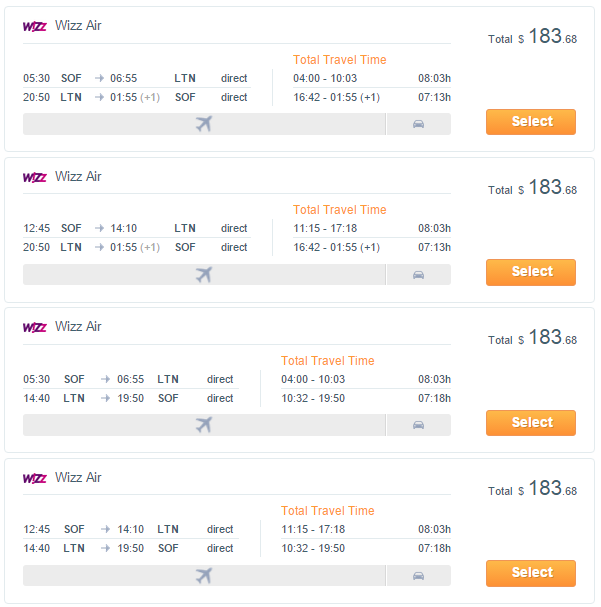 WIZZ Wizz Air
Total $ 183.68
Total Travel Time
05:30 SOF → 06:55 LTN direct 04:00 - 10:03 08:03h
20:50 LTN → 01:55 (+1) SOF direct 16:42 - 01:55 (+1) 07:13h
Select
WIZZ Wizz Air
Total $ 183.68
Total Travel Time
12:45 SOF → 14:10 LTN direct 11:15 - 17:18 08:03h
20:50 LTN → 01:55 (+1) SOF direct 16:42 - 01:55 (+1) 07:13h
Select
WIZZ Wizz Air
Total $ 183.68
Total Travel Time
05:30 SOF → 06:55 LTN direct 04:00 - 10:03 08:03h
14:40 LTN → 19:50 SOF direct 10:32 - 19:50 07:18h
Select
WIZZ Wizz Air
Total $ 183.68
Total Travel Time
12:45 SOF → 14:10 LTN direct 11:15 - 17:18 08:03h
14:40 LTN → 19:50 SOF direct 10:32 - 19:50 07:18h
Select